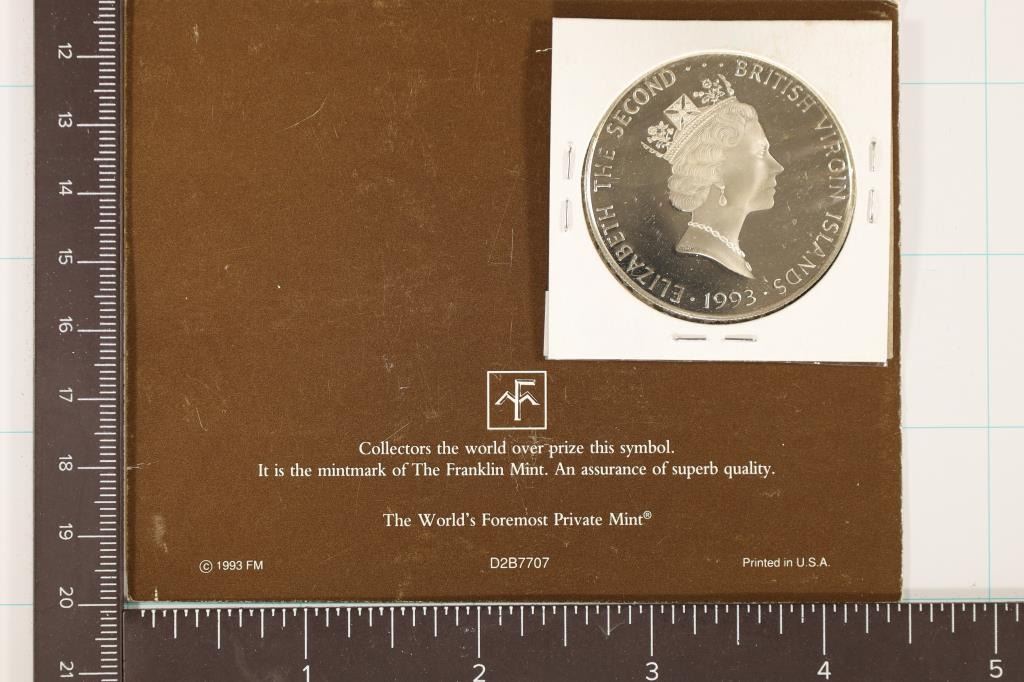 ELIZABETH THE SECOND · · · BRITISH VIRGIN ISLANDS · 1993 ·
Collectors the world over prize this symbol.
It is the mintmark of The Franklin Mint. An assurance of superb quality.
The World's Foremost Private Mint®
© 1993 FM
D2B7707
Printed in U.S.A.
12
13
14
15
16
17
18
19
20
21
1
2
3
4
5